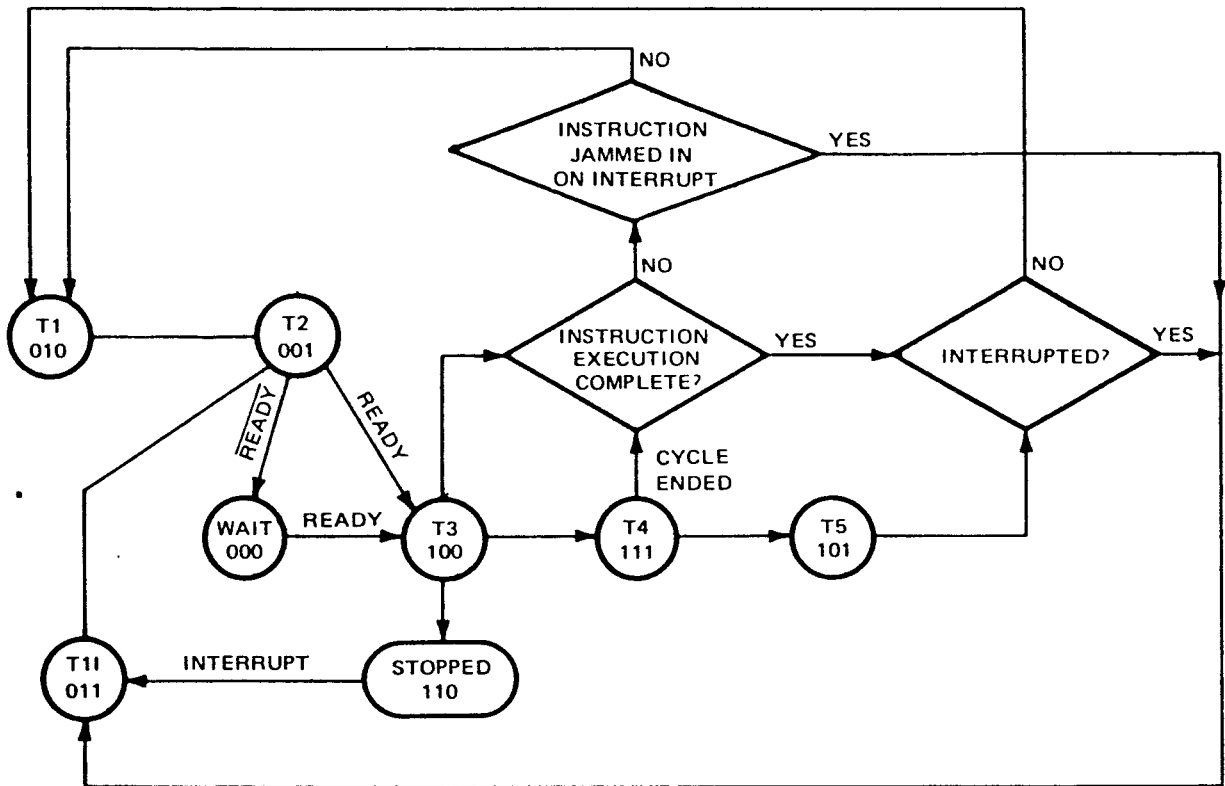 NO
INSTRUCTION
JAMMED IN
ON INTERRUPT
YES
NO
NO
T1
010
T2
001
INSTRUCTION
EXECUTION
COMPLETE?
YES
INTERRUPTED?
YES
READY
READY
CYCLE
ENDED
WAIT
000
READY
T3
100
T4
111
T5
101
T1I
011
INTERRUPT
STOPPED
110